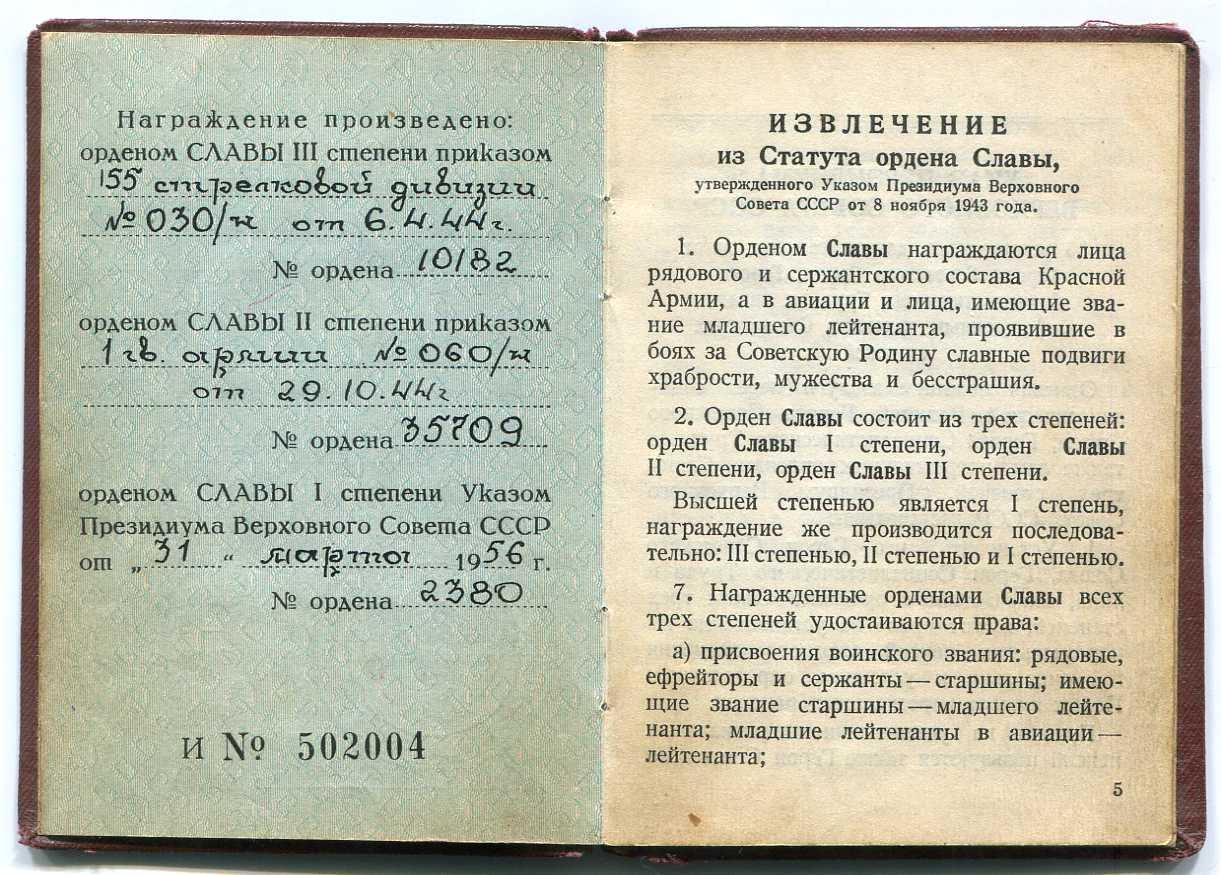 Награждение произведено:
орденом СЛАВЫ III степени приказом
155 стрелковой дивизии
№030/н от 6.4.44г.
№ ордена 10182
орденом СЛАВЫ II степени приказом
1 гв. армии №060/н
от 29.10.44г
№ ордена 35709
орденом СЛАВЫ I степени Указом
Президиума Верховного Совета СССР
от „31“ марта 1956 г.
№ ордена 2380
И № 502004
ИЗВЛЕЧЕНИЕ
из Статута ордена Славы,
утвержденного Указом Президиума Верховного
Совета СССР от 8 ноября 1943 года.
1. Орденом Славы награждаются лица
рядового и сержантского состава Красной
Армии, а в авиации и лица, имеющие зва-
ние младшего лейтенанта, проявившие в
боях за Советскую Родину славные подвиги
храбрости, мужества и бесстрашия.
2. Орден Славы состоит из трех степеней:
орден Славы I степени, орден Славы
II степени, орден Славы III степени.
Высшей степенью является I степень,
награждение же производится последова-
тельно: III степенью, II степенью и I степенью.
7. Награжденные орденами Славы всех
трех степеней удостаиваются права:
а) присвоения воинского звания: рядовые,
ефрейторы и сержанты — старшины; имею-
щие звание старшины — младшего лейте-
нанта; младшие лейтенанты в авиации —
лейтенанта;
5